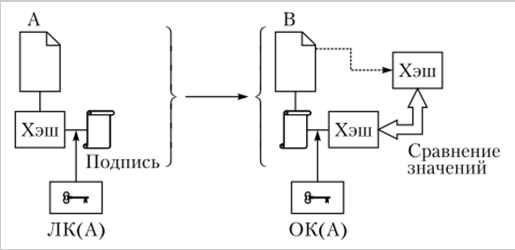 А
В
Хэш
Хэш
Хэш
Подпись
Сравнение
значений
ЛК(А)
ОК(А)